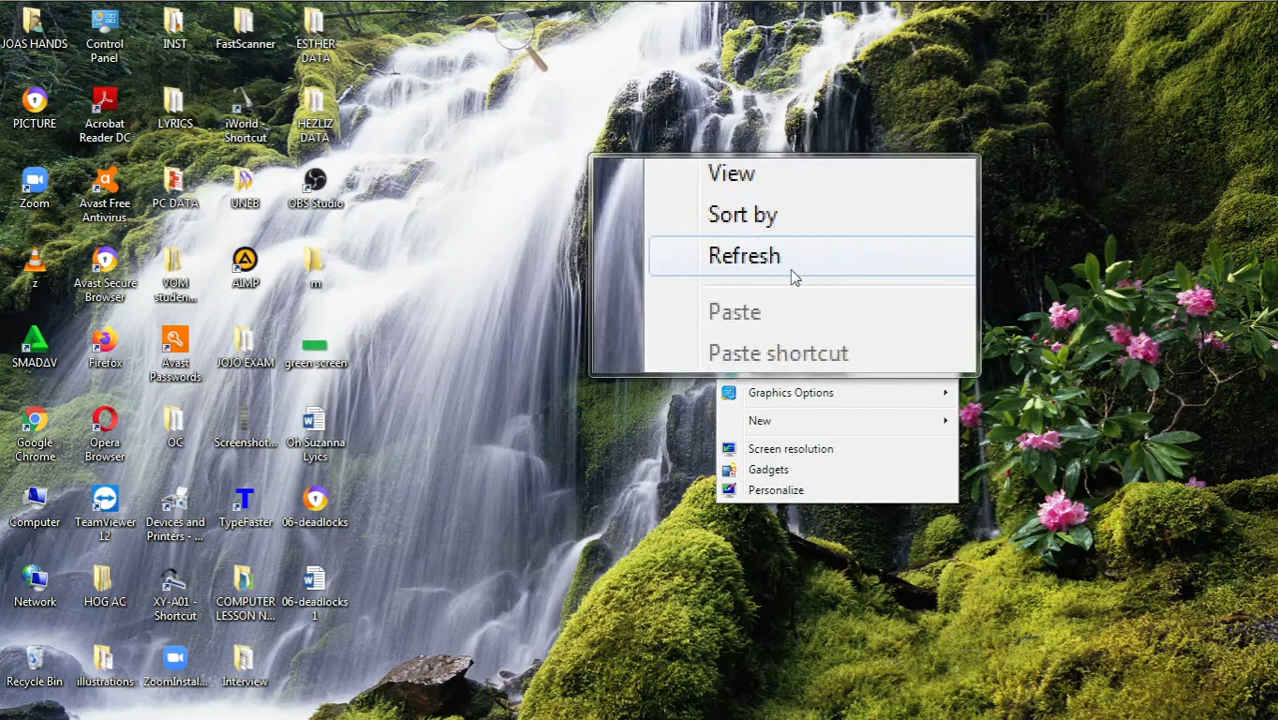 JOAS HANDS
Control
Panel
INST
FastScanner
ESTHER
DATA
PICTURE
Acrobat
Reader DC
LYRICS
iWorld -
Shortcut
HEZLIZ
DATA
Zoom
Avast Free
Antivirus
PC DATA
UNEB
OBS Studio
z
Avast Secure
Browser
VOM
studen...
AIMP
m
SMADΔV
Firefox
Avast
Passwords
JOJO EXAM
green screen
Google
Chrome
Opera
Browser
OC
Screenshot...
Oh Suzanna
Lyics
Computer
TeamViewer
12
Devices and
Printers - ...
TypeFaster
06-deadlocks
Network
HOG AC
XY-A01 -
Shortcut
COMPUTER
LESSON N...
06-deadlocks
1
Recycle Bin
illustrations
ZoomInstal...
Interview
View
Sort by
Refresh
Paste
Paste shortcut
Graphics Options
New
Screen resolution
Gadgets
Personalize